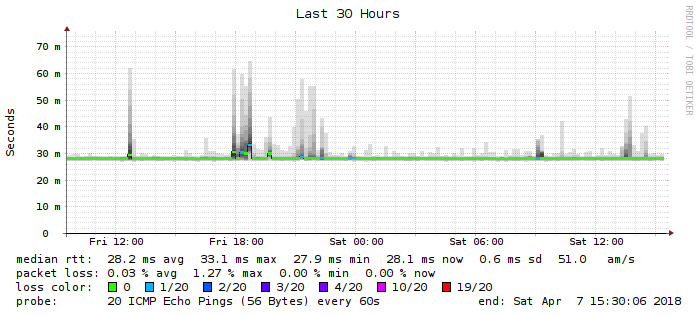 Last 30 Hours
RRDTOOL / TOBI OETIKER
Seconds
70 m
60 m
50 m
40 m
30 m
20 m
10 m
0
Fri 12:00 Fri 18:00 Sat 00:00 Sat 06:00 Sat 12:00
median rtt: 28.2 ms avg 33.1 ms max 27.9 ms min 28.1 ms now 0.6 ms sd 51.0 am/s
packet loss: 0.03 % avg 1.27 % max 0.00 % min 0.00 % now
loss color: 0 1/20 2/20 3/20 4/20 10/20 19/20
probe: 20 ICMP Echo Pings (56 Bytes) every 60s end: Sat Apr 7 15:30:06 2018